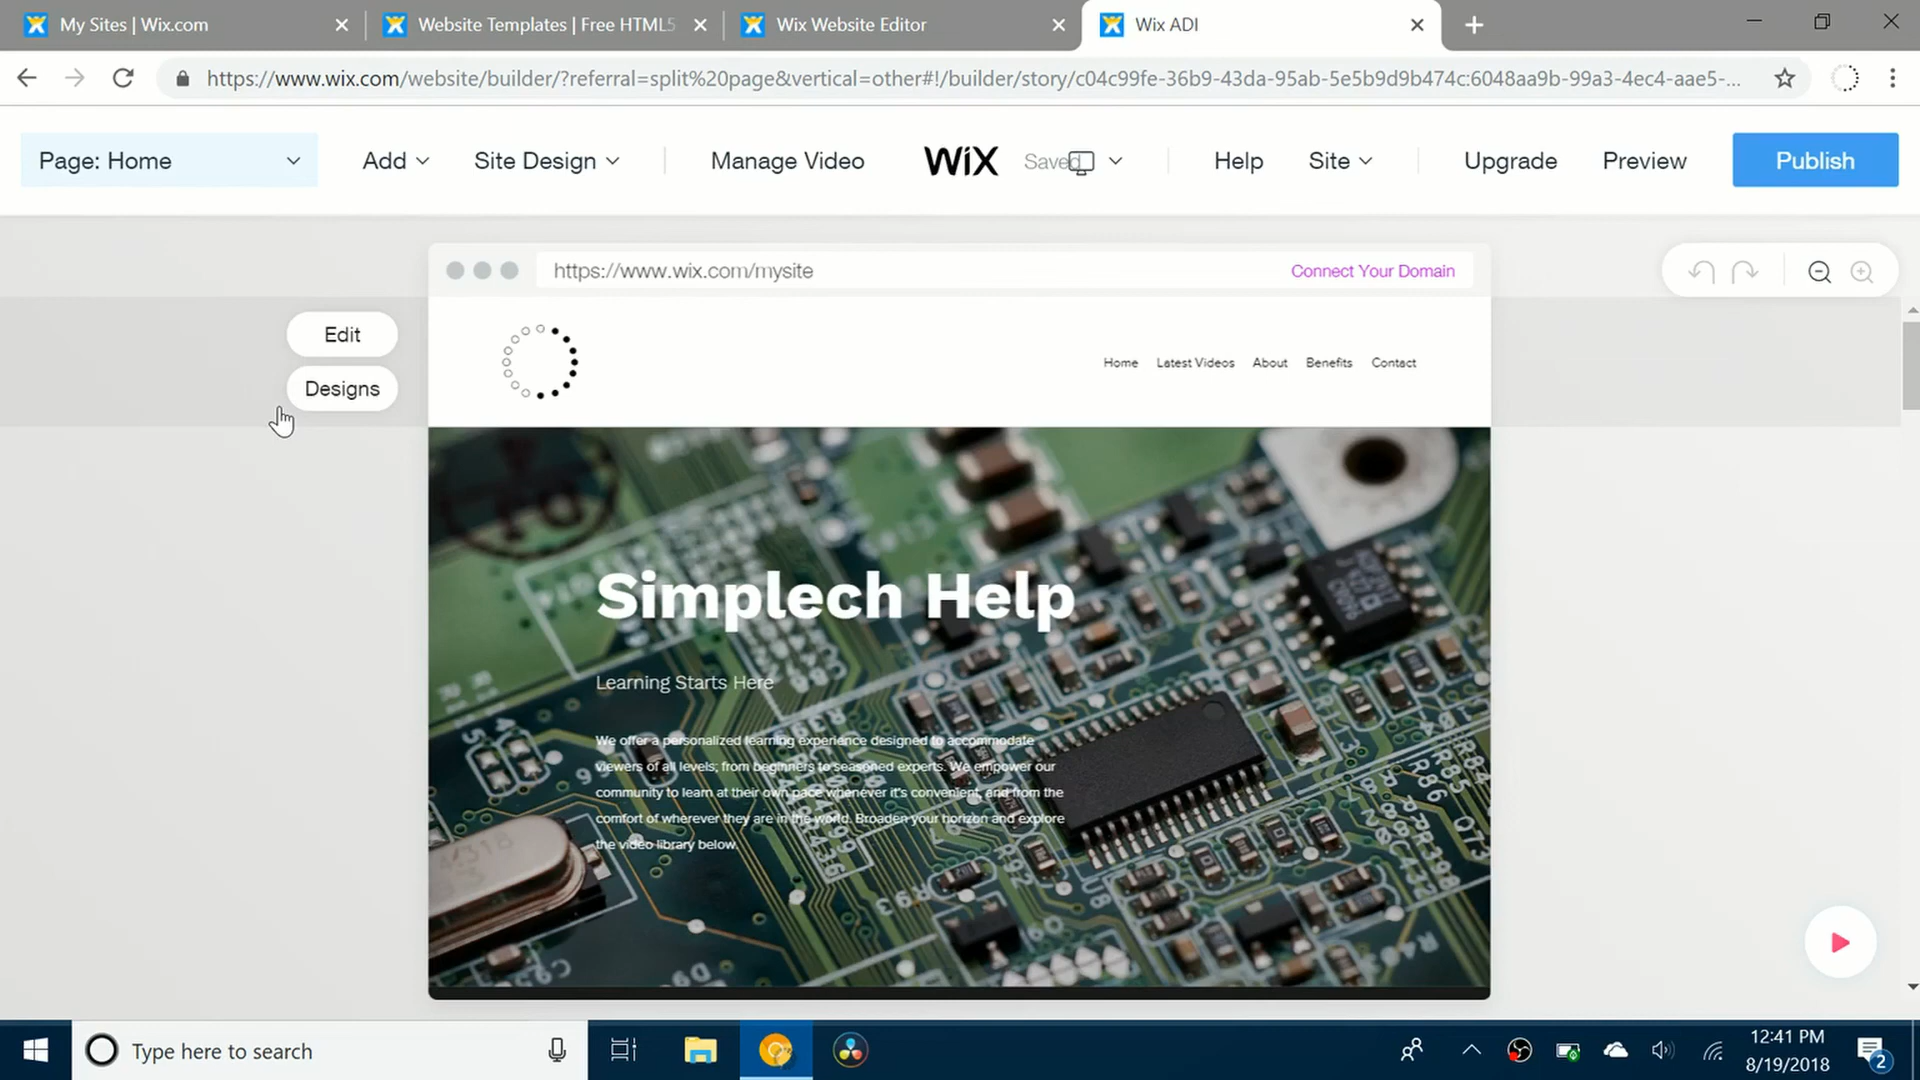 My Sites | Wix.com
Website Templates | Free HTML5
Wix Website Editor
Wix ADI
https://www.wix.com/website/builder/?referral=split%20page&vertical=other#!/builder/story/c04c99fe-36b9-43da-95ab-5e5b9d9b474c:6048aa9b-99a3-4ec4-aae5-...
Page: Home
Add
Site Design
Manage Video
WiX
Saved
Help
Site
Upgrade
Preview
Publish
https://www.wix.com/mysite
Connect Your Domain
Edit
Designs
Home Latest Videos About Benefits Contact
Simplech Help
Learning Starts Here
We offer a personalized learning experience designed to accommodate
viewers of all levels; from beginners to seasoned experts. We empower our
community to learn at their own pace whenever it's convenient, and from the
comfort of wherever they are in the world. Broaden your horizon and explore
the video library below.
Type here to search
12:41 PM
8/19/2018
2